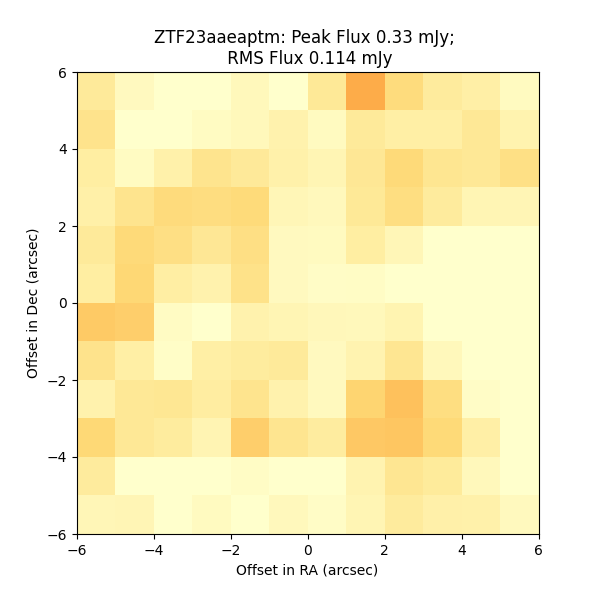 ZTF23aaeaptm: Peak Flux 0.33 mJy;
RMS Flux 0.114 mJy
6
4
2
0
−2
−4
−6
Offset in Dec (arcsec)
−6 −4 −2 0 2 4 6
Offset in RA (arcsec)